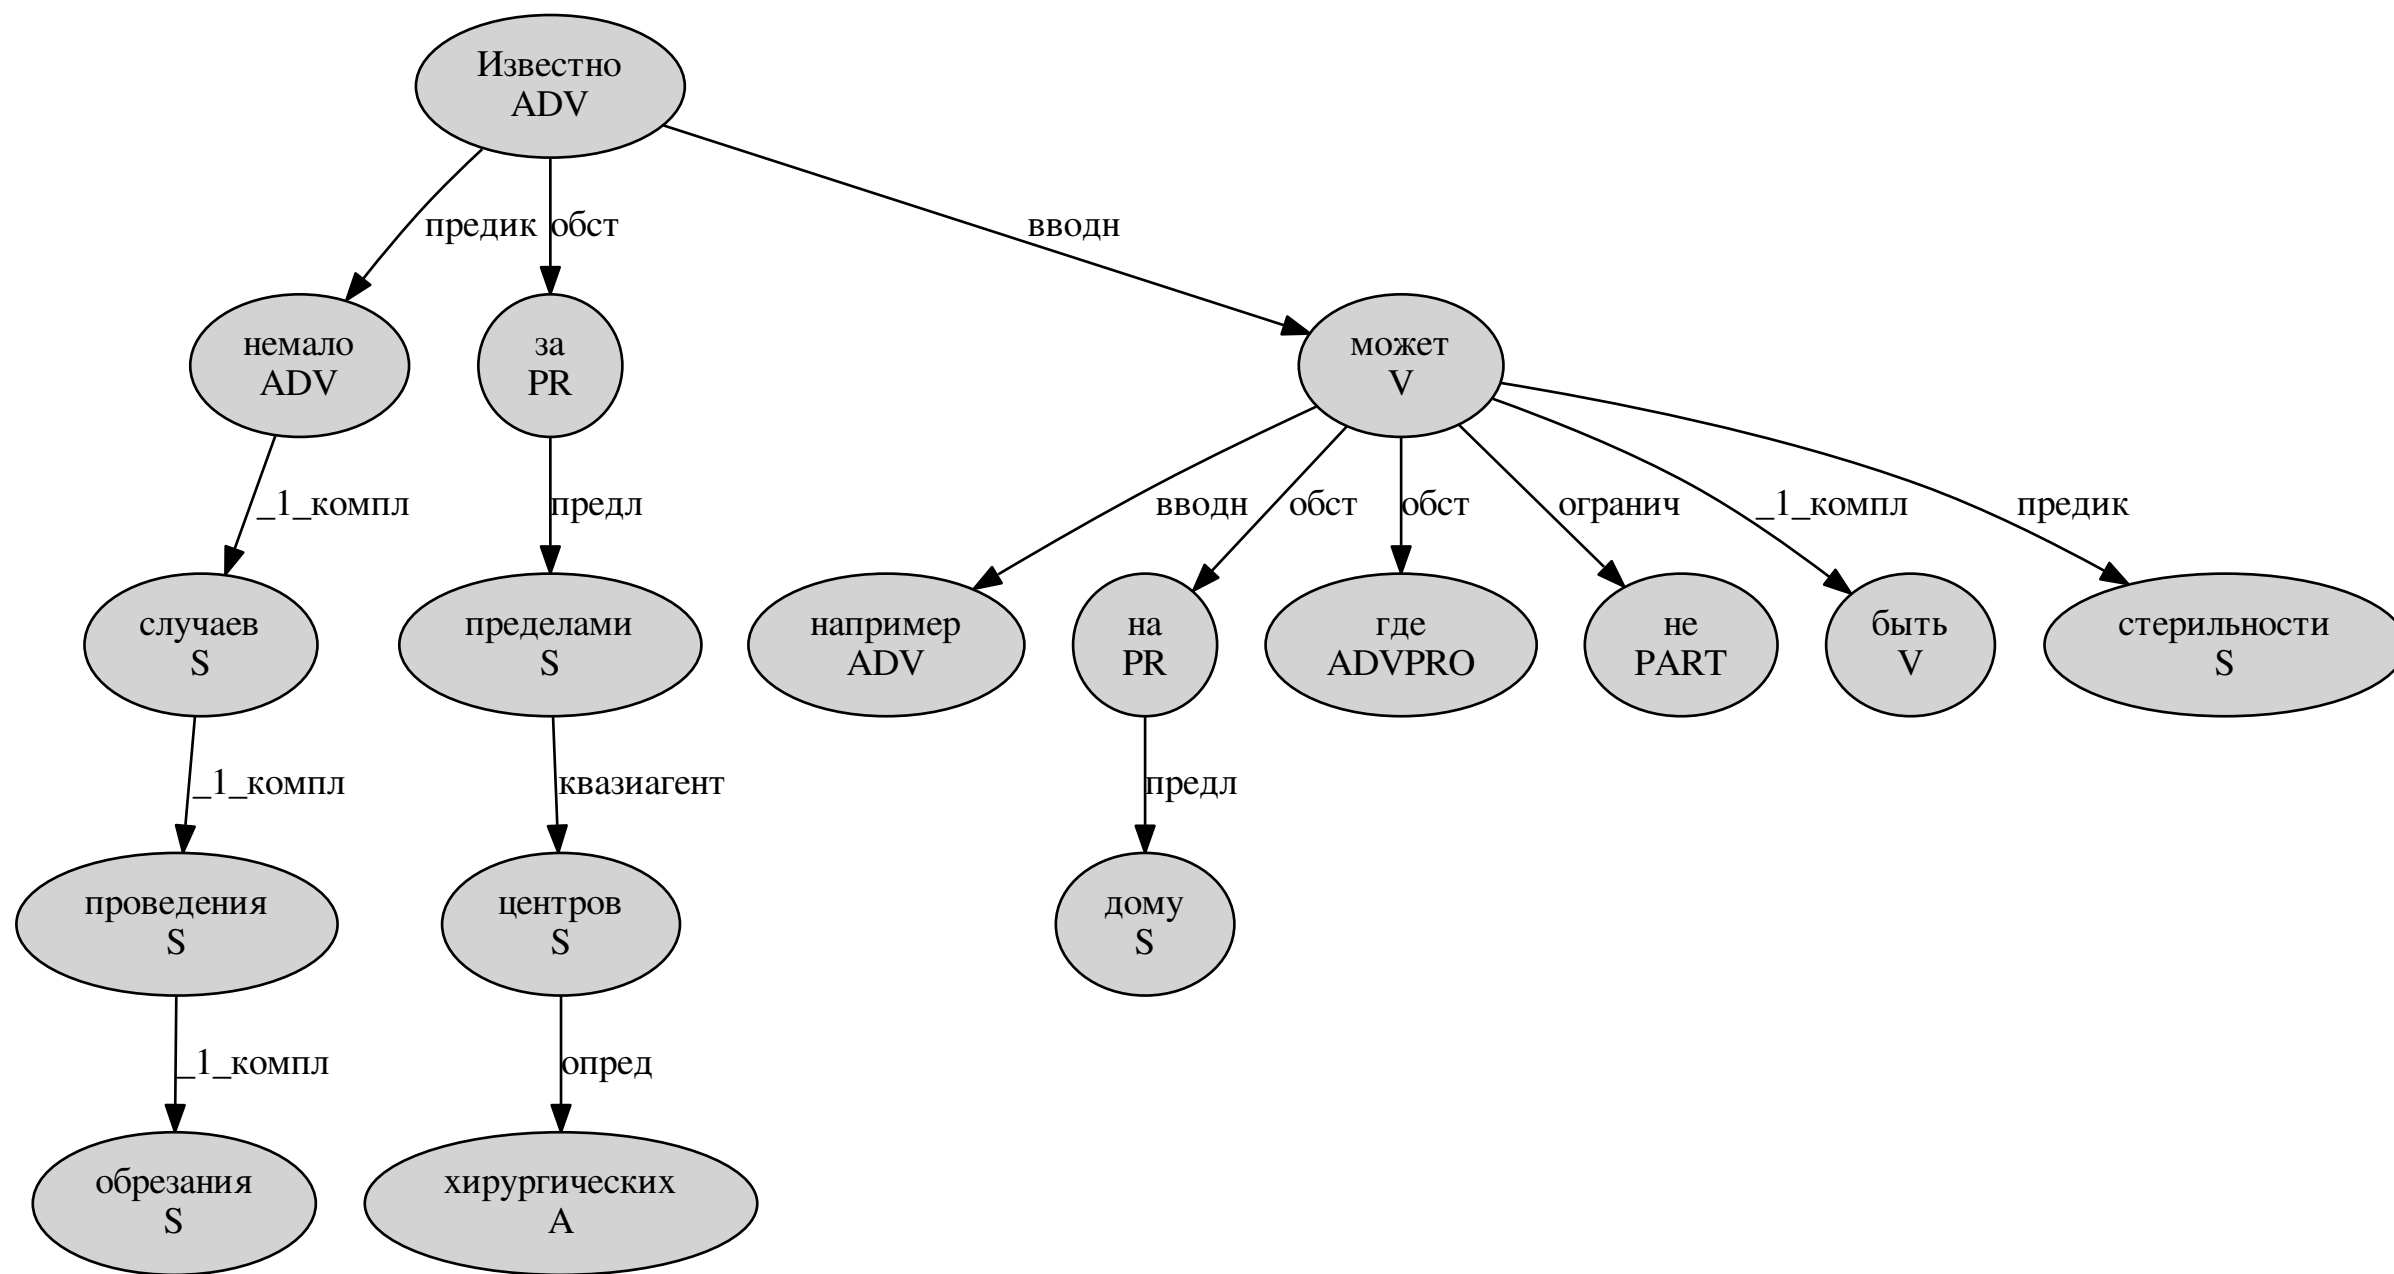 Известно
ADV
предик
обст
вводн
немало
ADV
за
PR
может
V
_1_компл
предл
вводн
обст
обст
огранич
_1_компл
предик
случаев
S
пределами
S
например
ADV
на
PR
где
ADVPRO
не
PART
быть
V
стерильности
S
_1_компл
квазиагент
предл
проведения
S
центров
S
дому
S
_1_компл
опред
обрезания
S
хирургических
A